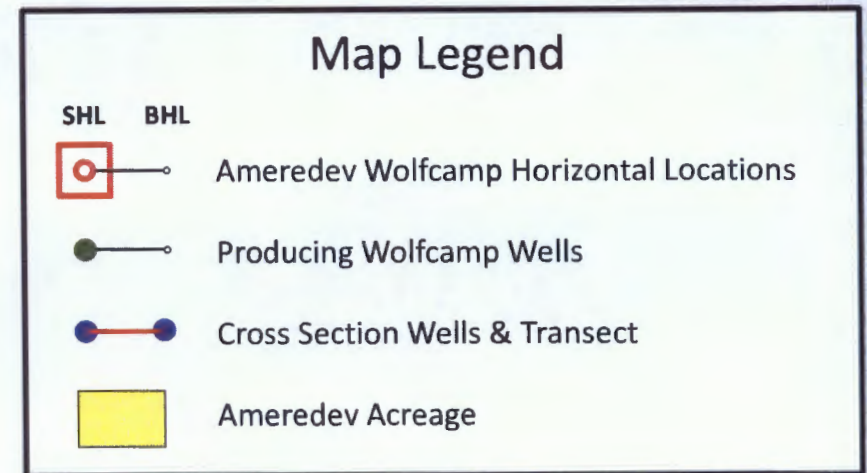 Map Legend
SHL BHL
Ameredev Wolfcamp Horizontal Locations
Producing Wolfcamp Wells
Cross Section Wells & Transect
Ameredev Acreage